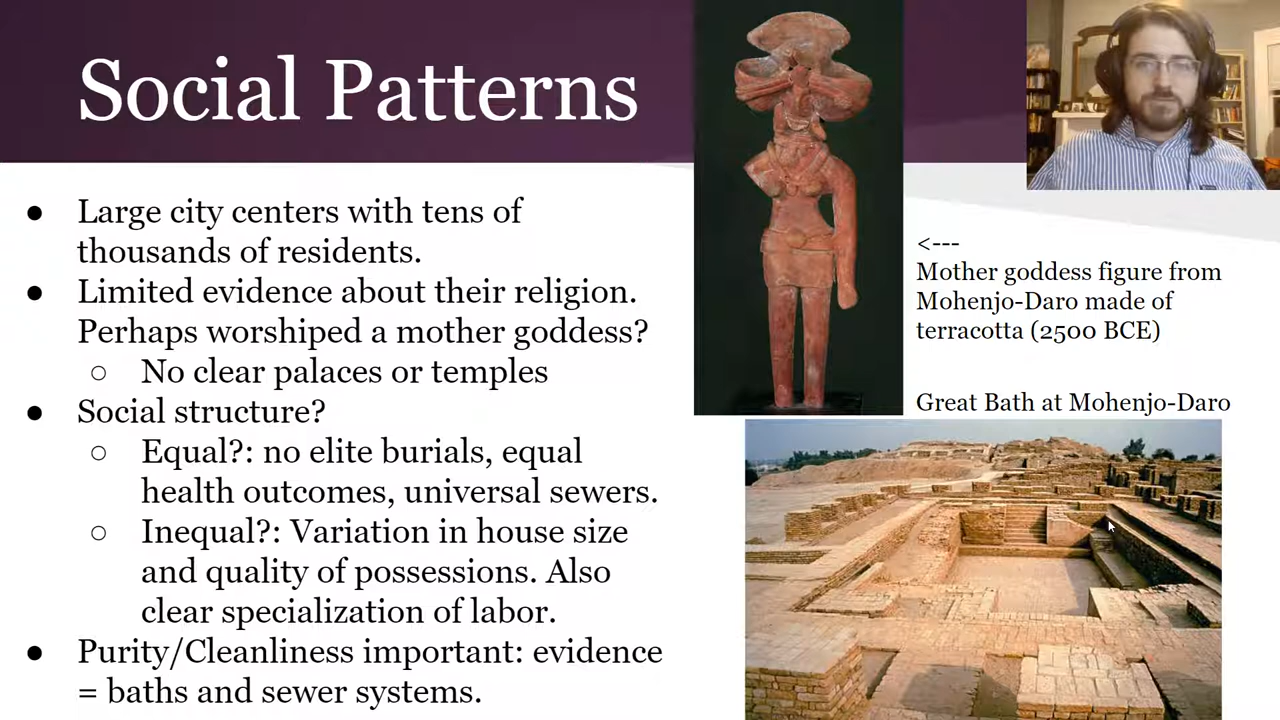 Social Patterns
● Large city centers with tens of
thousands of residents.
● Limited evidence about their religion.
Perhaps worshiped a mother goddess?
○ No clear palaces or temples
● Social structure?
○ Equal?: no elite burials, equal
health outcomes, universal sewers.
○ Inequal?: Variation in house size
and quality of possessions. Also
clear specialization of labor.
● Purity/Cleanliness important: evidence
= baths and sewer systems.
<---
Mother goddess figure from
Mohenjo-Daro made of
terracotta (2500 BCE)
Great Bath at Mohenjo-Daro